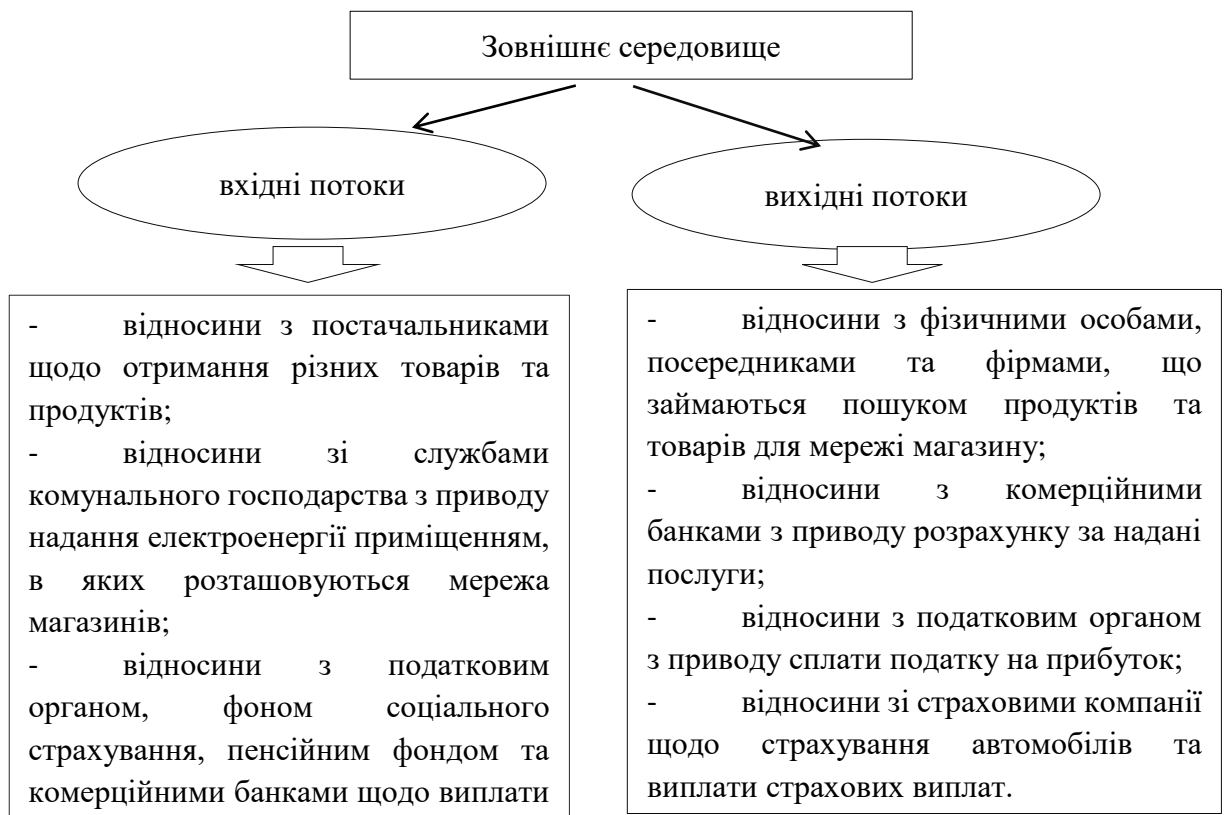 Зовнішнє середовище
вхідні потоки
вихідні потоки
- відносини з постачальниками
щодо отримання різних товарів та
продуктів;
- відносини зі службами
комунального господарства з приводу
надання електроенергії приміщенням,
в яких розташовуються мережа
магазинів;
- відносини з податковим
органом, фоном соціального
страхування, пенсійним фондом та
комерційними банками щодо виплати
- відносини з фізичними особами,
посередниками та фірмами, що
займаються пошуком продуктів та
товарів для мережі магазину;
- відносини з комерційними
банками з приводу розрахунку за надані
послуги;
- відносини з податковим органом
з приводу сплати податку на прибуток;
- відносини зі страховими компанії
щодо страхування автомобілів та
виплати страхових виплат.